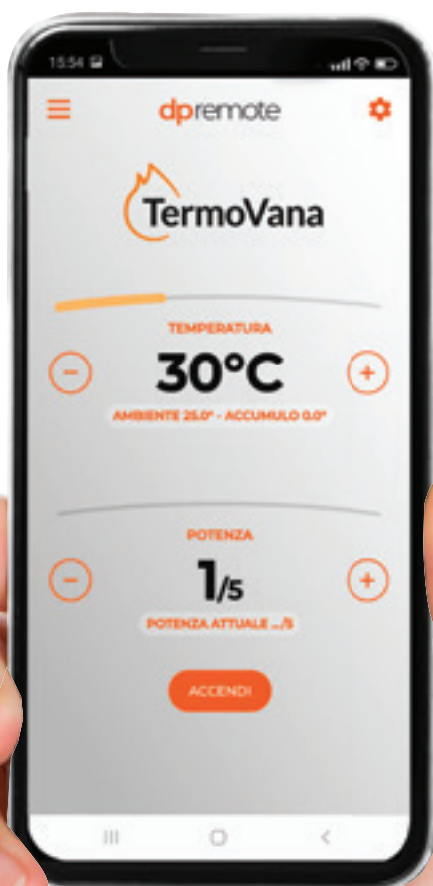 15:54
dpremote
TermoVana
TEMPERATURA
30°C
AMBIENTE 25.0° - ACCUMULO 0.0°
POTENZA
1/5
POTENZA ATTUALE .../5
ACCENDI